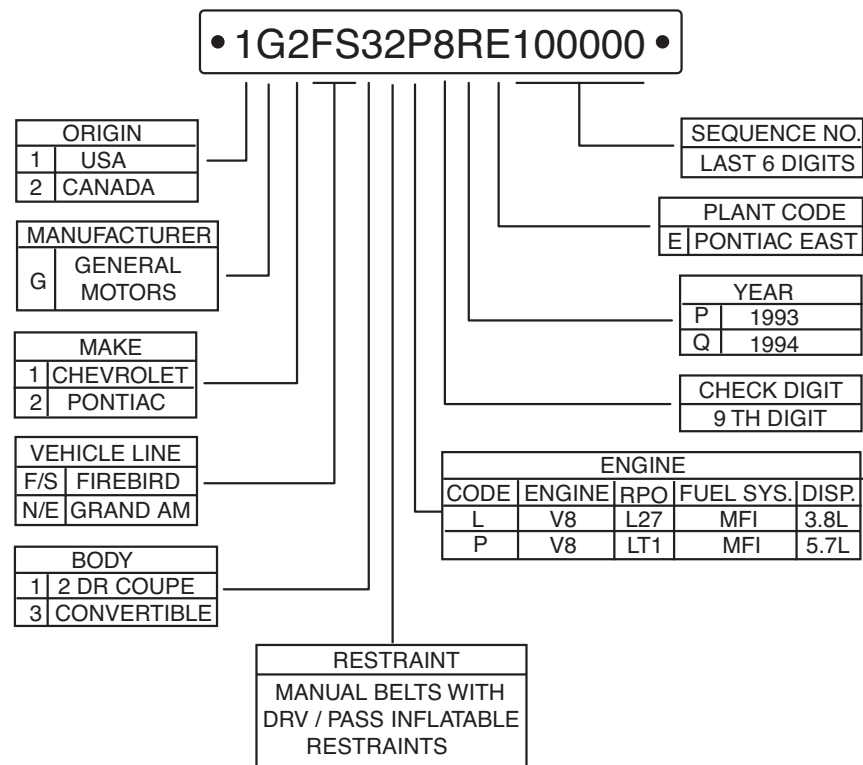 • 1G2FS32P8RE100000 •
ORIGIN
1 USA
2 CANADA
MANUFACTURER
G GENERAL
MOTORS
MAKE
1 CHEVROLET
2 PONTIAC
VEHICLE LINE
F/S FIREBIRD
N/E GRAND AM
BODY
1 2 DR COUPE
3 CONVERTIBLE
RESTRAINT
MANUAL BELTS WITH
DRV / PASS INFLATABLE
RESTRAINTS
SEQUENCE NO.
LAST 6 DIGITS
PLANT CODE
E PONTIAC EAST
YEAR
P 1993
Q 1994
CHECK DIGIT
9 TH DIGIT
ENGINE
CODE ENGINE RPO FUEL SYS. DISP.
L V8 L27 MFI 3.8L
P V8 LT1 MFI 5.7L